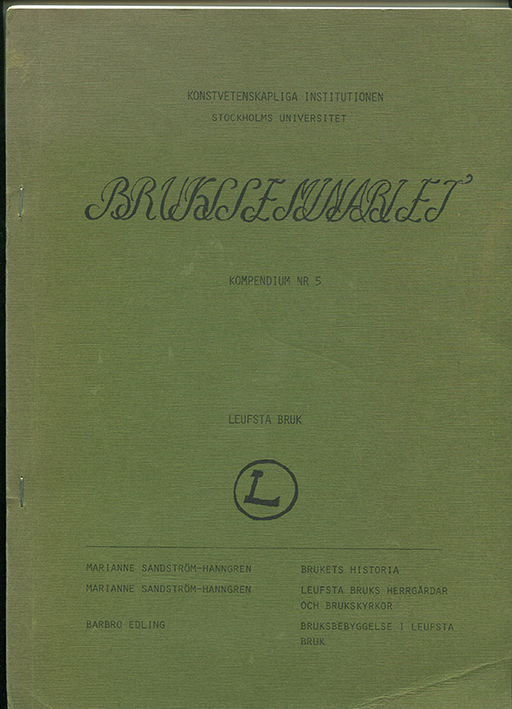 KONSTVETENSKAPLIGA INSTITUTIONEN
STOCKHOLMS UNIVERSITET
BRUKSSEMINARIET
KOMPENDIUM NR 5
LEUFSTA BRUK
L
MARIANNE SANDSTRÖM-HANNGREN BRUKETS HISTORIA
MARIANNE SANDSTRÖM-HANNGREN LEUFSTA BRUKS HERRGÅRDAR
OCH BRUKSKYRKOR
BARBRO EDLING BRUKSBEBYGGELSE I LEUFSTA
BRUK